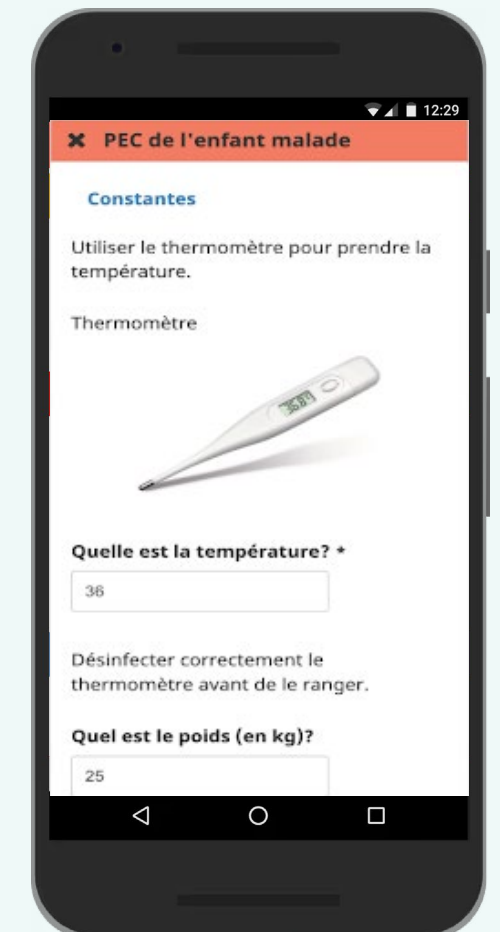 12:29
✖ PEC de l'enfant malade
Constantes
Utiliser le thermomètre pour prendre la
température.
Thermomètre
Quelle est la température? *
36
Désinfecter correctement le
thermomètre avant de le ranger.
Quel est le poids (en kg)?
25